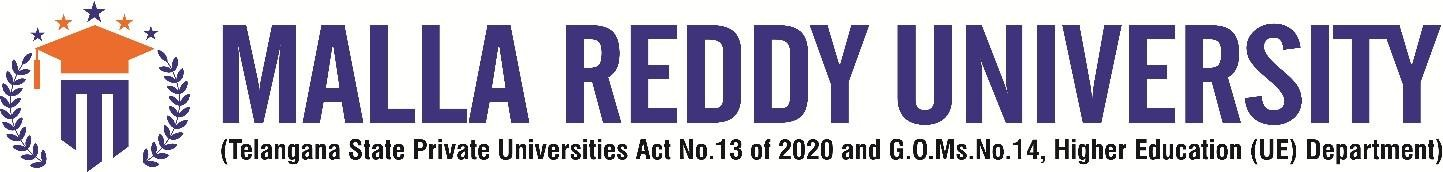 MALLA REDDY UNIVERSITY
(Telangana State Private Universities Act No.13 of 2020 and G.O.Ms.No.14, Higher Education (UE) Department)